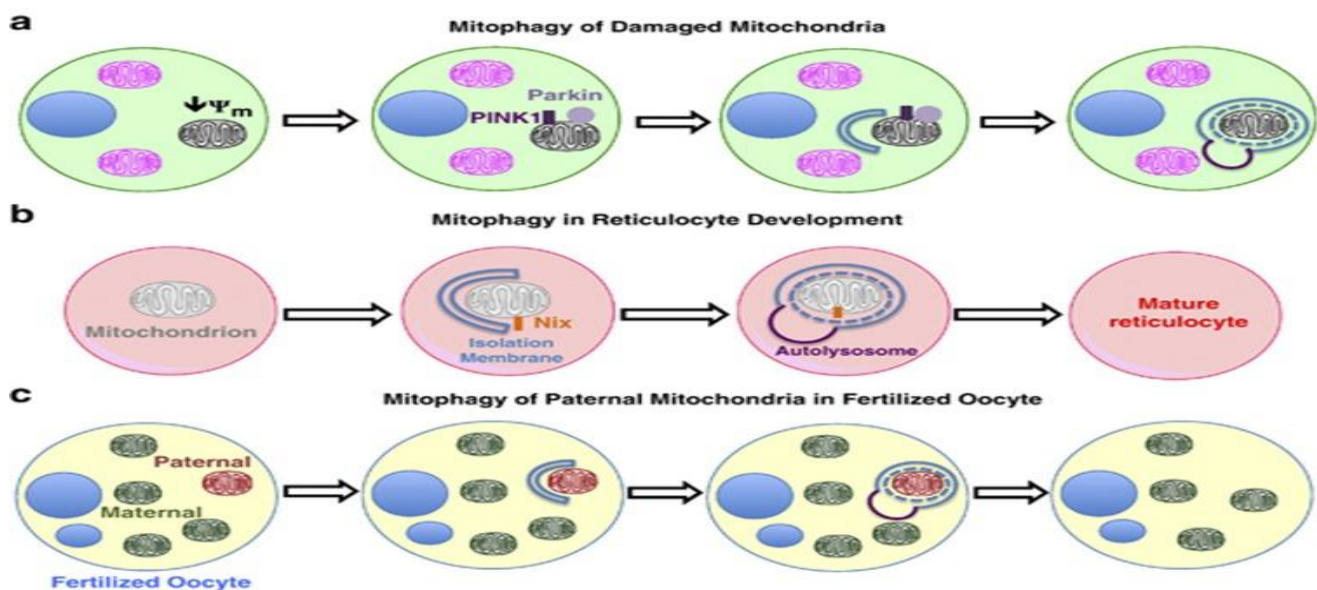 a
Mitophagy of Damaged Mitochondria
↓Ψm
Parkin
PINK1
b
Mitophagy in Reticulocyte Development
Mitochondrion
Nix
Isolation
Membrane
Autolysosome
Mature
reticulocyte
c
Mitophagy of Paternal Mitochondria in Fertilized Oocyte
Paternal
Maternal
Fertilized Oocyte